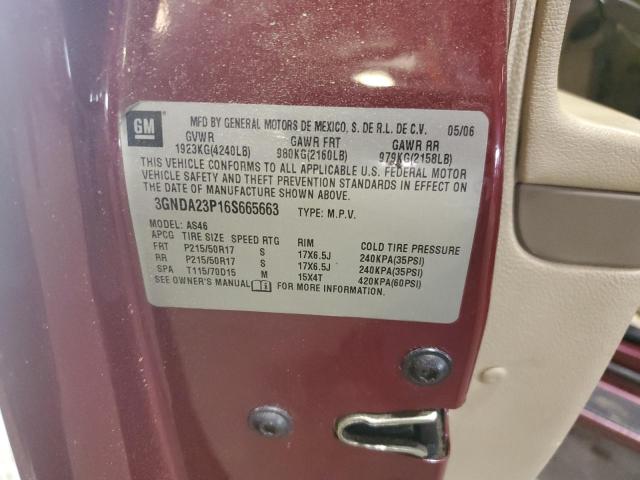 GM
MFD BY GENERAL MOTORS DE MEXICO, S. DE R.L. DE C.V. 05/06
GVWR GAWR FRT GAWR RR
1923KG(4240LB) 980KG(2160LB) 979KG(2158LB)
THIS VEHICLE CONFORMS TO ALL APPLICABLE U.S. FEDERAL MOTOR
VEHICLE SAFETY AND THEFT PREVENTION STANDARDS IN EFFECT ON
THE DATE OF MANUFACTURE SHOWN ABOVE.
3GNDA23P16S665663 TYPE: M.P.V.
MODEL: AS46
APCG TIRE SIZE SPEED RTG RIM COLD TIRE PRESSURE
FRT P215/50R17 S 17X6.5J 240KPA(35PSI)
RR P215/50R17 S 17X6.5J 240KPA(35PSI)
SPA T115/70D15 M 15X4T 420KPA(60PSI)
SEE OWNER'S MANUAL FOR MORE INFORMATION.